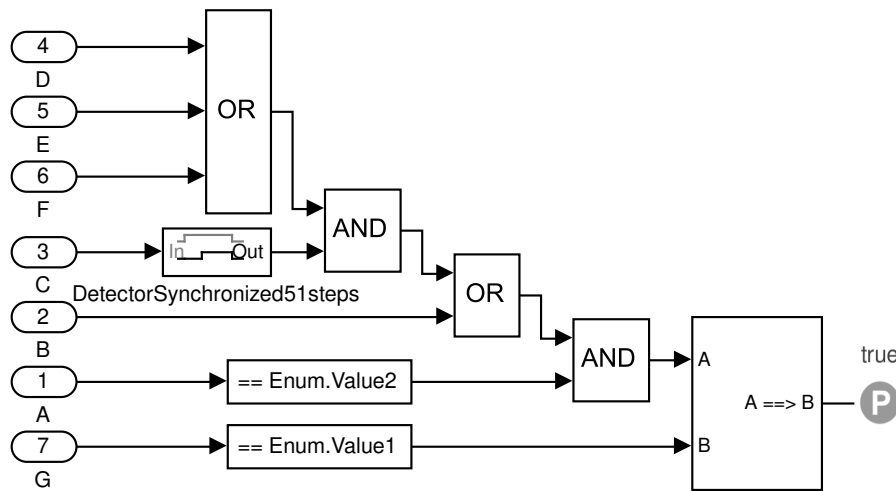 4
D
5
E
OR
6
F
AND
3
In
Out
C
DetectorSynchronized51steps
OR
2
B
AND
1
== Enum.Value2
A
true
A
A ==> B
P
7
== Enum.Value1
B
G